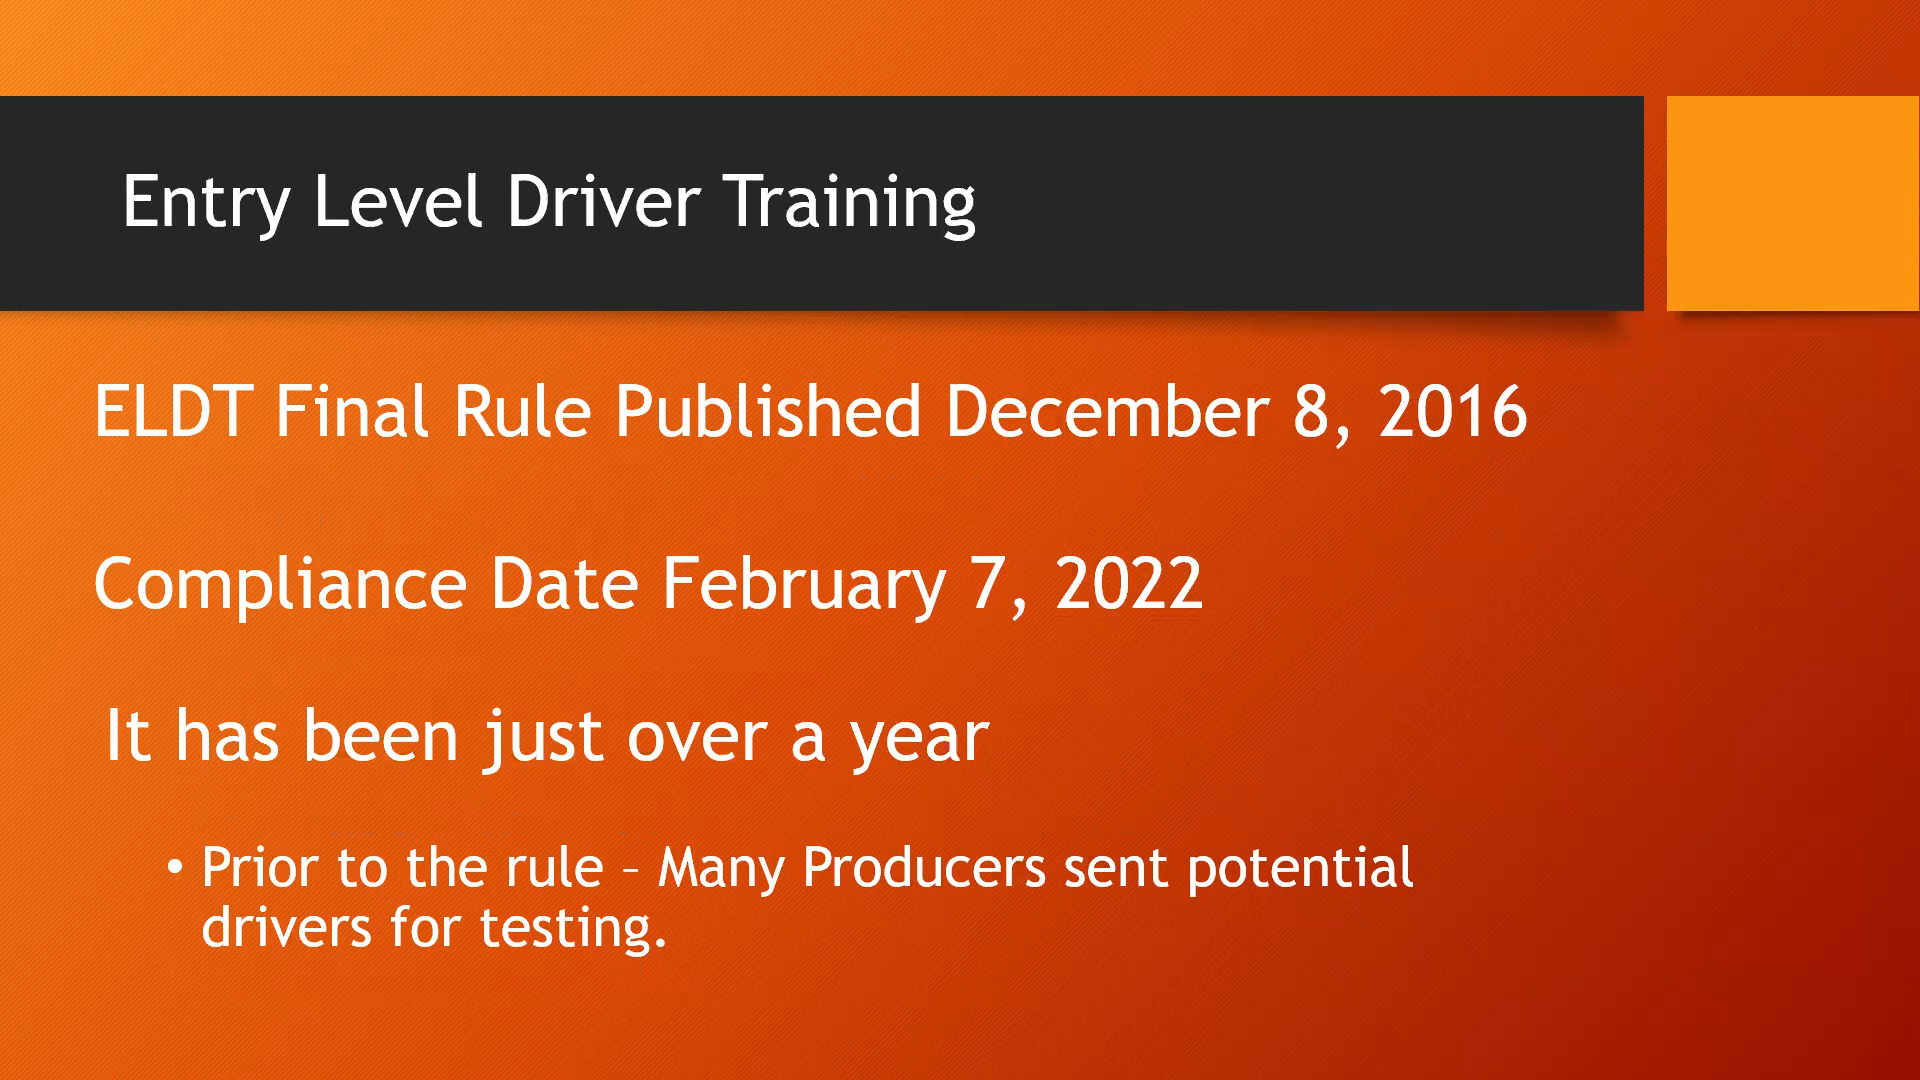 Entry Level Driver Training
ELDT Final Rule Published December 8, 2016
Compliance Date February 7, 2022
It has been just over a year
• Prior to the rule – Many Producers sent potential
drivers for testing.